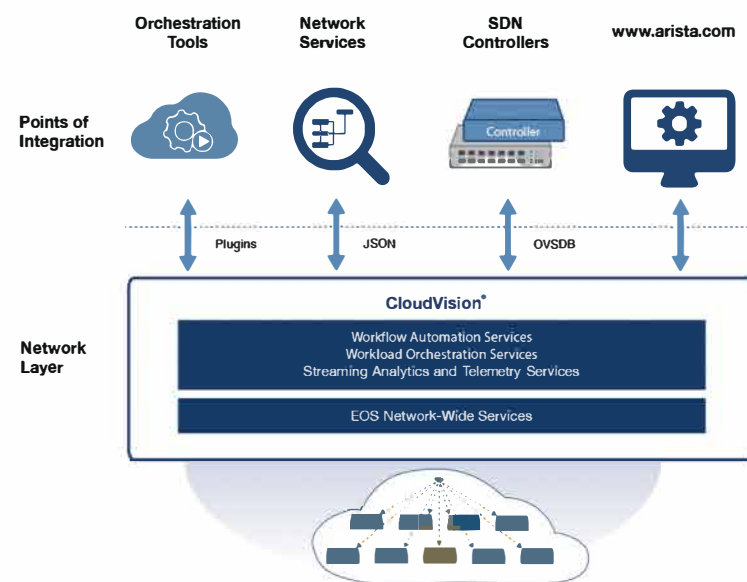 Orchestration
Tools
Network
Services
SDN
Controllers
www.arista.com
Points of
Integration
Controller
Plugins
JSON
OVSDB
CloudVision®
Network
Layer
Workflow Automation Services
Workload Orchestration Services
Streaming Analytics and Telemetry Services
EOS Network-Wide Services